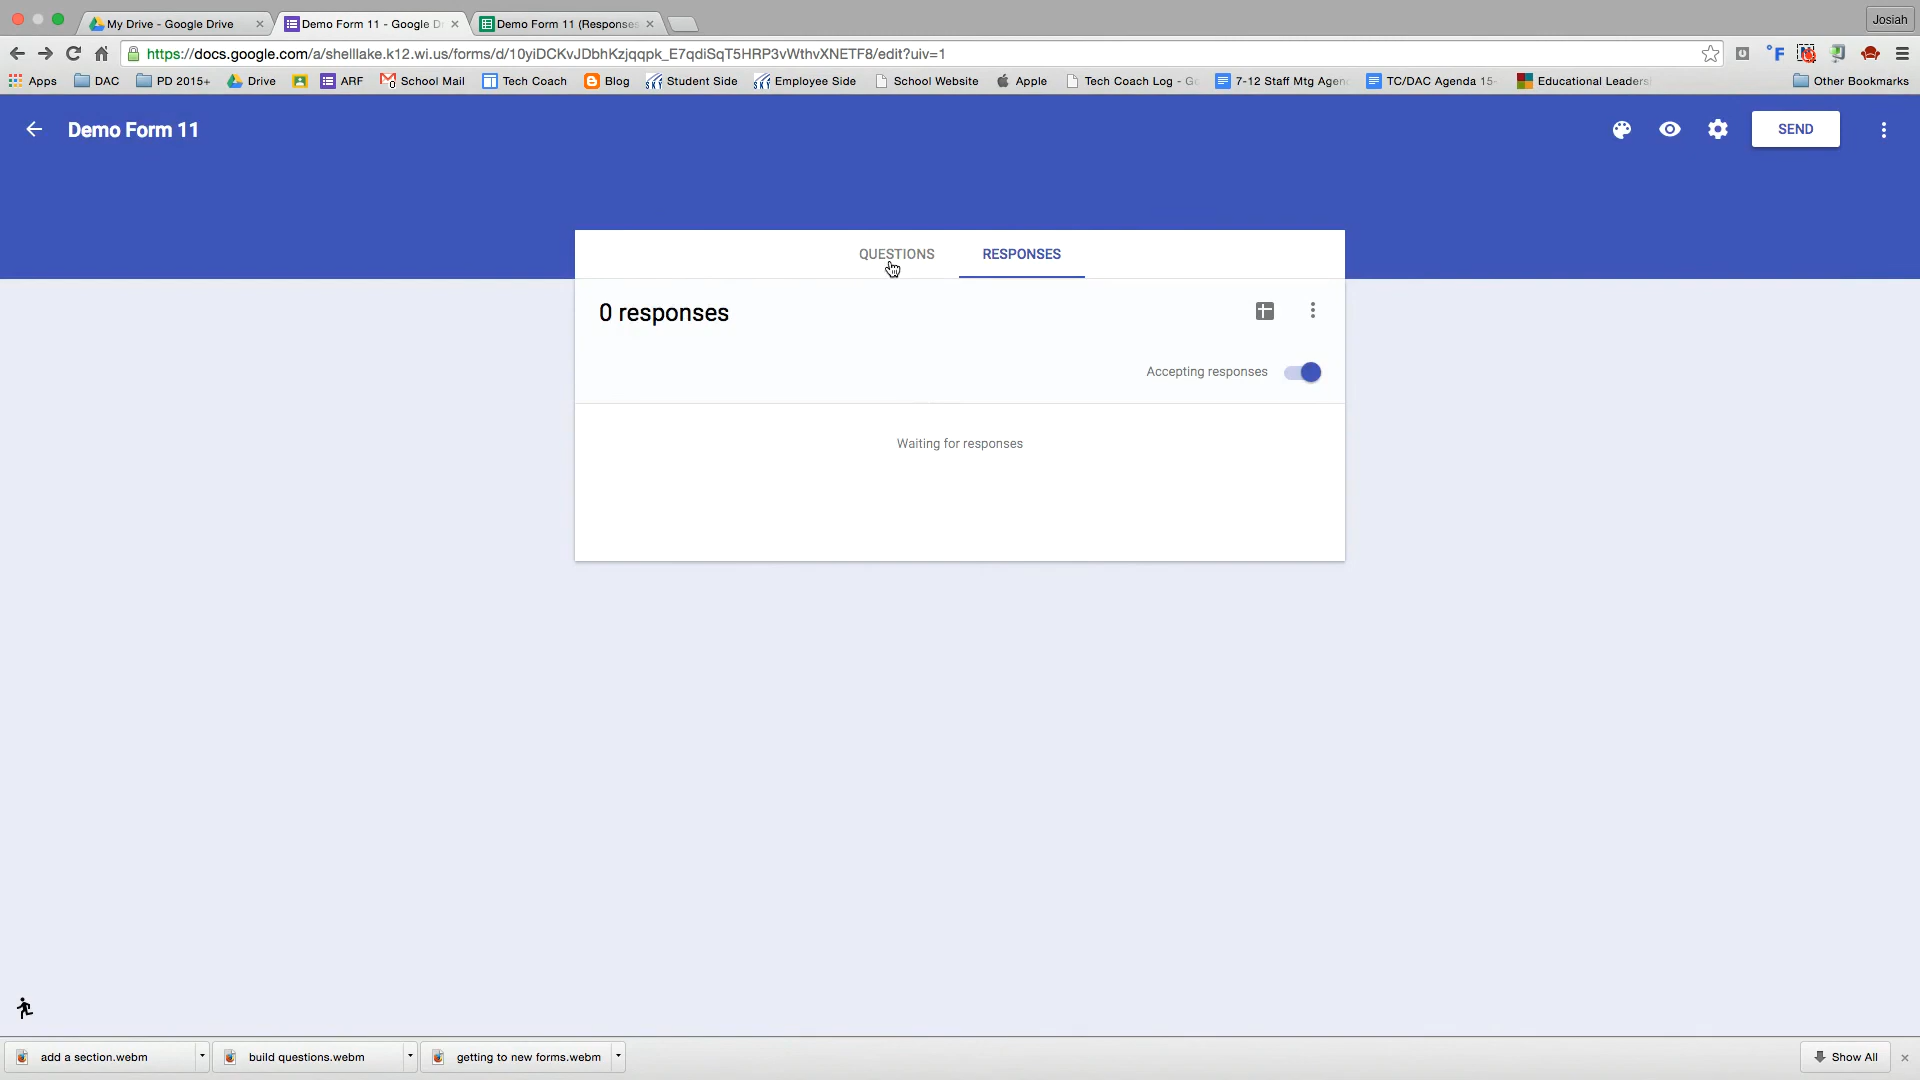 My Drive - Google Drive
Demo Form 11 - Google D
Demo Form 11 (Responses
Josiah
https://docs.google.com/a/shelllake.k12.wi.us/forms/d/10yiDCKvJDbhKzjqqpk_E7qdiSqT5HRP3vWthvXNETF8/edit?uiv=1
°F
Apps
DAC
PD 2015+
Drive
ARF
School Mail
Tech Coach
Blog
Student Side
Employee Side
School Website
Apple
Tech Coach Log - G
7-12 Staff Mtg Agen
TC/DAC Agenda 15-
Educational Leaders
Other Bookmarks
Demo Form 11
SEND
QUESTIONS
RESPONSES
0 responses
Accepting responses
Waiting for responses
add a section.webm
build questions.webm
getting to new forms.webm
Show All